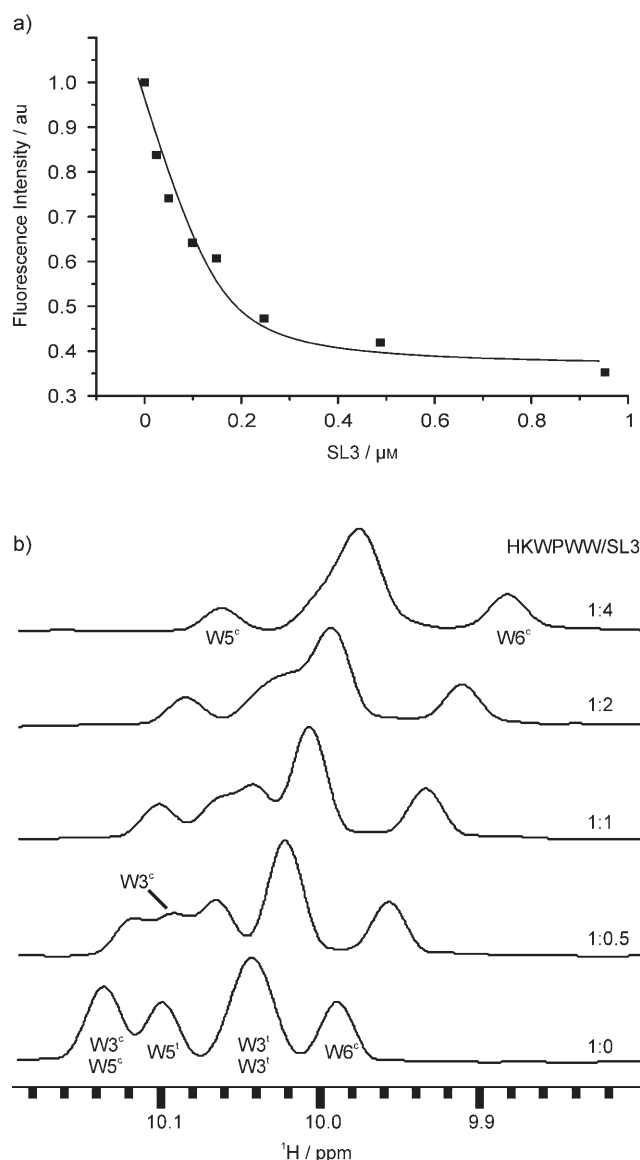 a)
1.0
0.9
0.8
0.7
0.6
0.5
0.4
0.3
Fluorescence Intensity / au
0
0.2
0.4
0.6
0.8
1
SL3 / μM
b)
HKWPWW/SL3
1:4
W5ᶜ
W6ᶜ
1:2
1:1
W3ᶜ
1:0.5
W3ᶜ W5ᵗ W3ᵗ W6ᶜ 1:0
W5ᶜ W3ᵗ
10.1
10.0
9.9
¹H / ppm